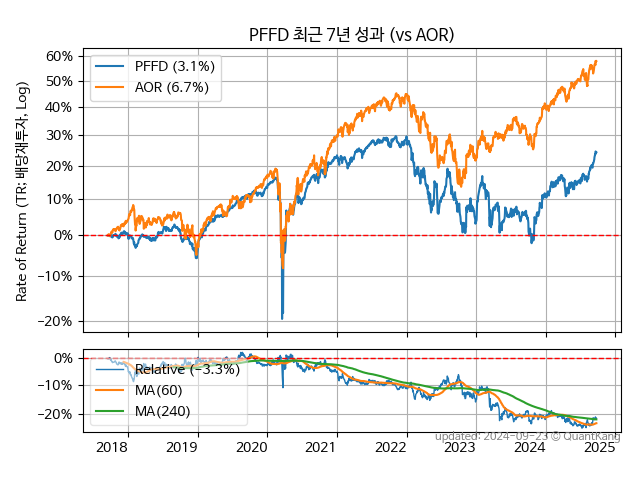 PFFD 최근 7년 성과 (vs AOR)
Rate of Return (TR: 배당재투자, Log)
60%
50%
40%
30%
20%
10%
0%
−10%
−20%
PFFD (3.1%)
AOR (6.7%)
0%
−10%
−20%
Relative (−3.3%)
MA(60)
MA(240)
updated: 2024-09-23 © QuantKang
2018 2019 2020 2021 2022 2023 2024 2025